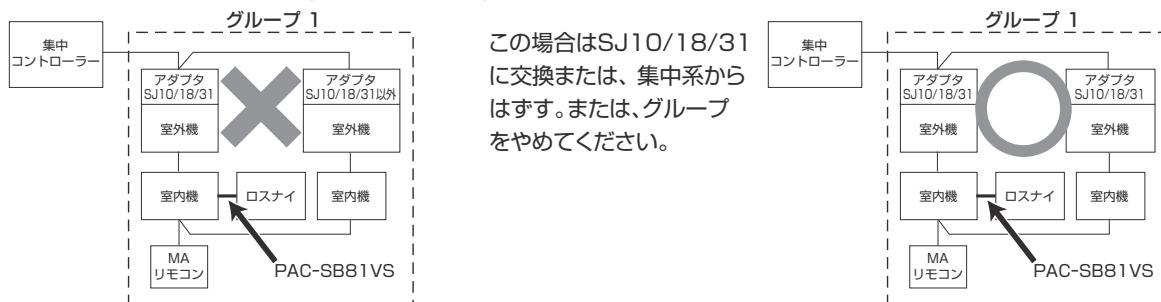 グループ 1
集中
コントローラー
アダプタ
SJ10/18/31
アダプタ
SJ10/18/31以外
室外機
室外機
室内機
ロスナイ
室内機
MA
リモコン
PAC-SB81VS
この場合はSJ10/18/31
に交換または、集中系から
はずす。または、グループ
をやめてください。
グループ 1
集中
コントローラー
アダプタ
SJ10/18/31
アダプタ
SJ10/18/31
室外機
室外機
室内機
ロスナイ
室内機
MA
リモコン
PAC-SB81VS